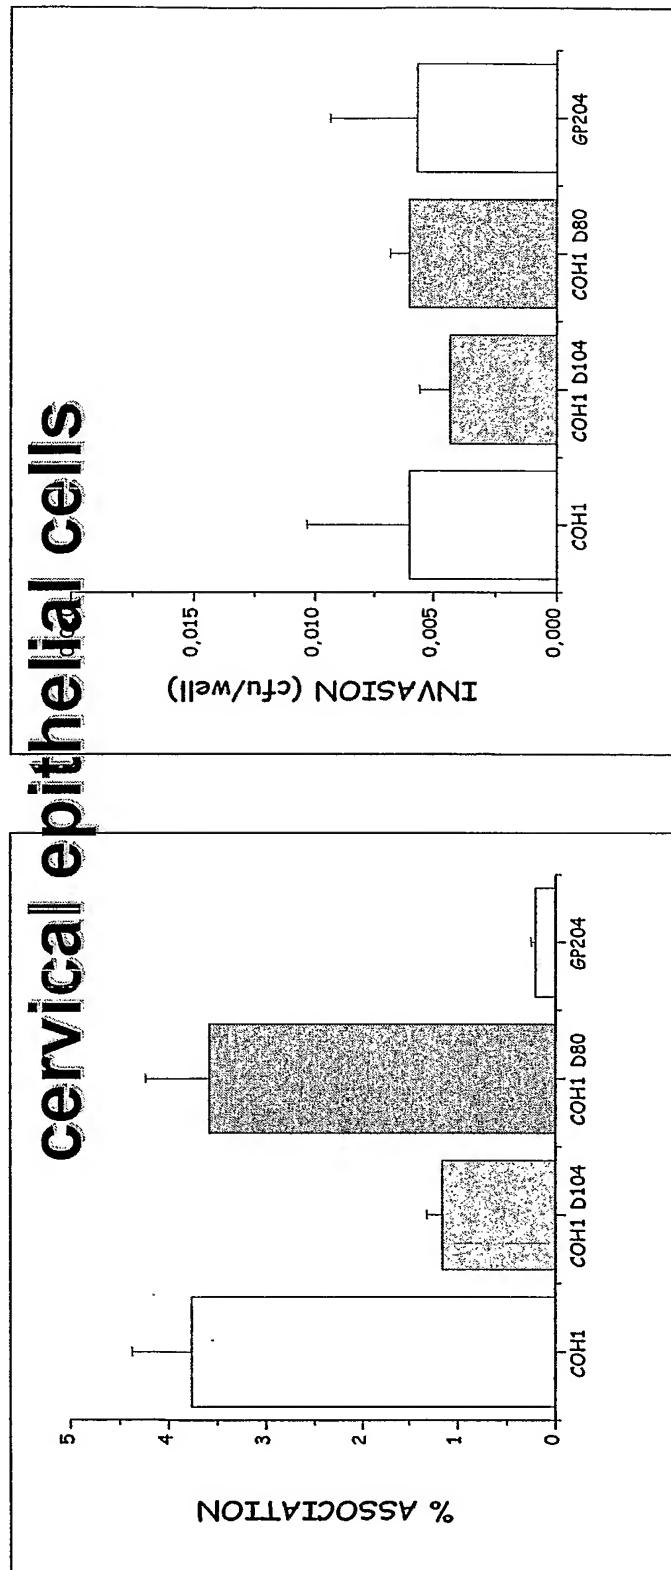 cervical epithelial cells
% ASSOCIATION
5
4
3
2
1
0
COH1
COH1 D104
COH1 D80
GP204
INVASION (cfu/well)
0,015
0,010
0,005
0,000
COH1
COH1 D104
COH1 D80
GP204